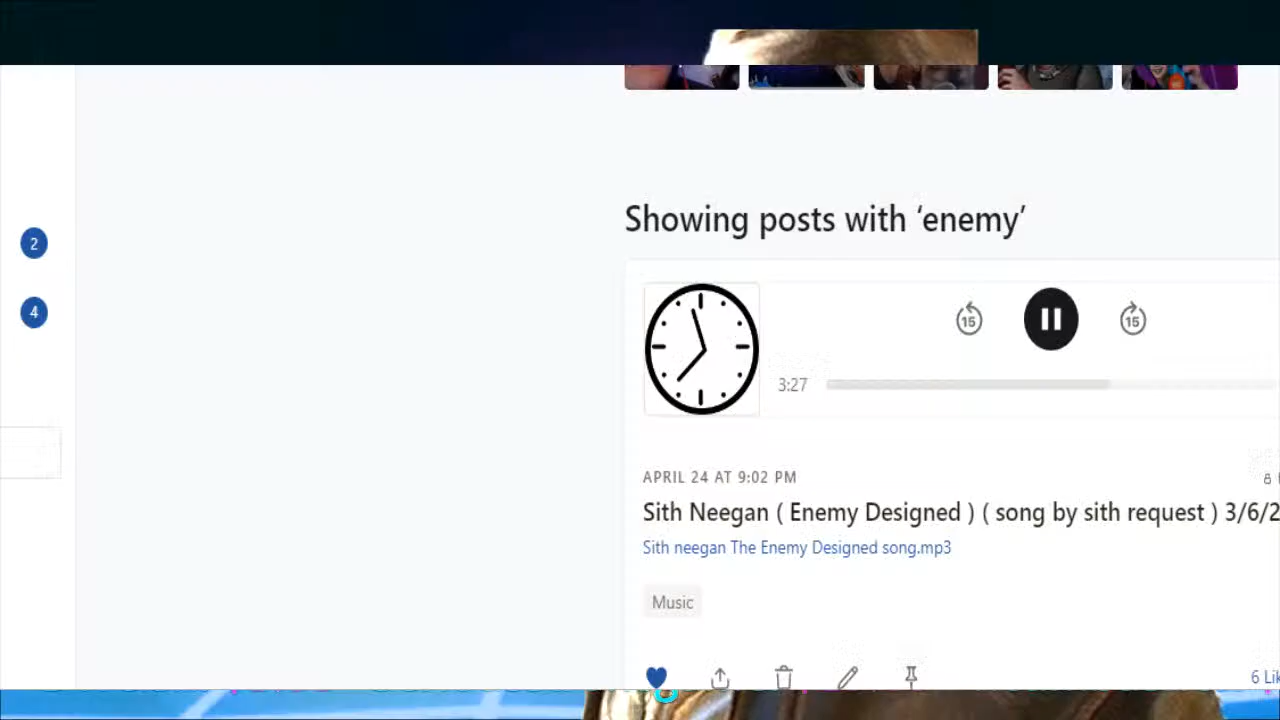 Showing posts with ‘enemy’
2
4
15
15
3:27
APRIL 24 AT 9:02 PM
8
Sith Neegan ( Enemy Designed ) ( song by sith request ) 3/6/2
Sith neegan The Enemy Designed song.mp3
Music
6 Lik